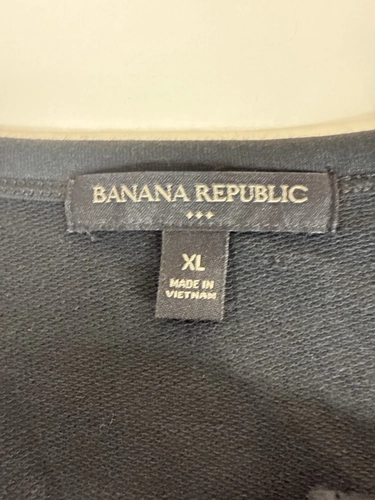 BANANA REPUBLIC
XL
MADE IN
VIETNAM